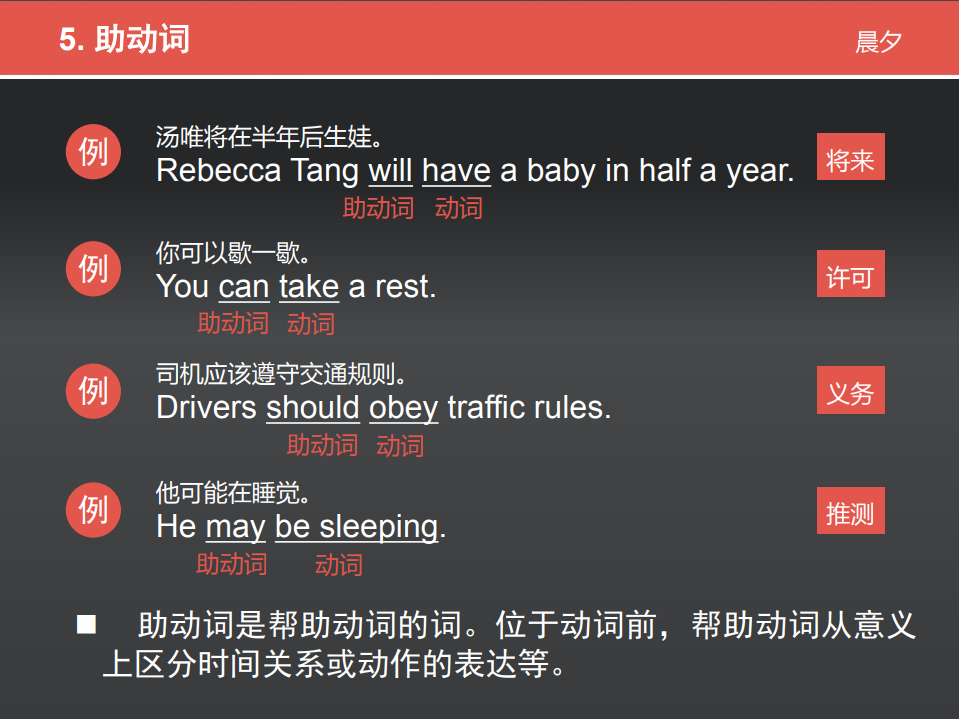 5. 助动词
晨夕
例
汤唯将在半年后生娃。
Rebecca Tang will have a baby in half a year.
将来
助动词 动词
例
你可以歇一歇。
You can take a rest.
许可
助动词 动词
例
司机应该遵守交通规则。
Drivers should obey traffic rules.
义务
助动词 动词
例
他可能在睡觉。
He may be sleeping.
推测
助动词 动词
助动词是帮助动词的词。位于动词前，帮助动词从意义
上区分时间关系或动作的表达等。